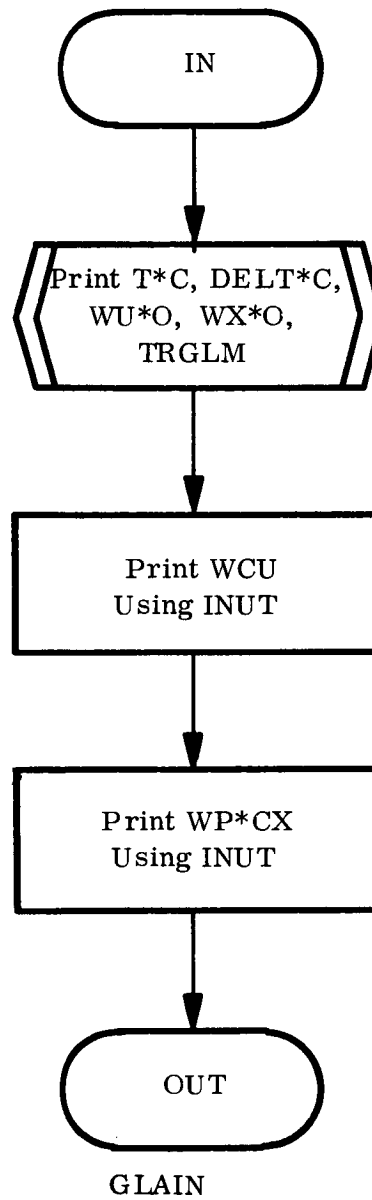 IN
Print T*C, DELT*C,
WU*O, WX*O,
TRGLM
Print WCU
Using INUT
Print WP*CX
Using INUT
OUT
GLAIN